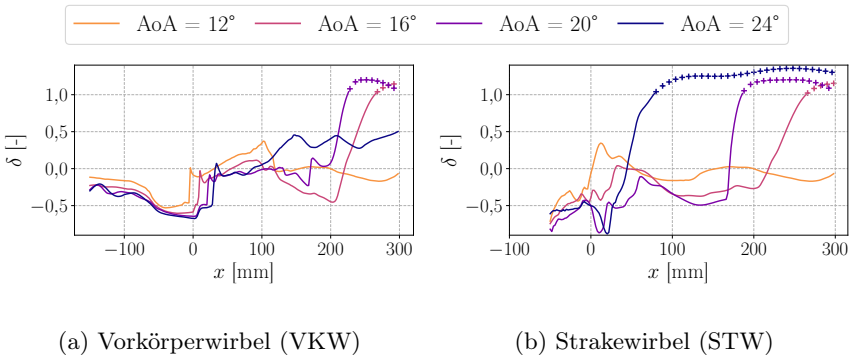 AoA = 12° AoA = 16° AoA = 20° AoA = 24°
1,0
0,5
0,0
−0,5
δ [-]
−100 0 100 200 300
x [mm]
1,0
0,5
0,0
−0,5
δ [-]
−100 0 100 200 300
x [mm]
(a) Vorkörperwirbel (VKW)
(b) Strakewirbel (STW)